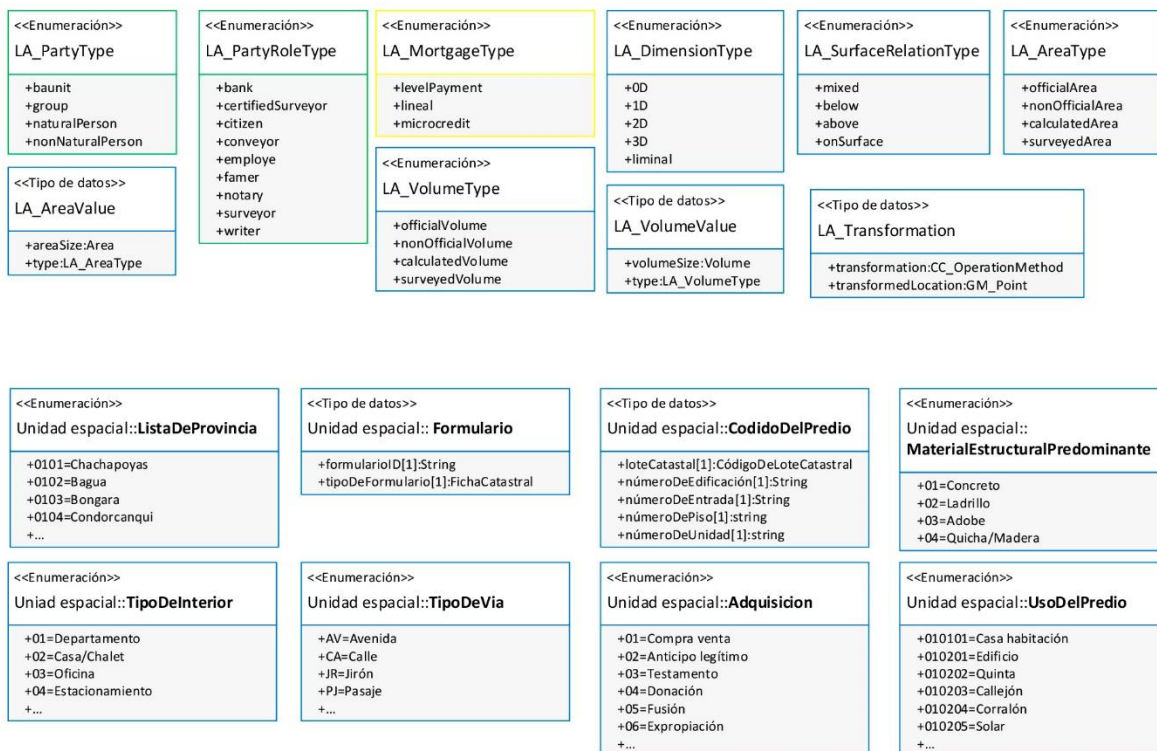 <<Enumeración>>
LA_PartyType
+baunit
+group
+naturalPerson
+nonNaturalPerson
<<Enumeración>>
LA_PartyRoleType
+bank
+certifiedSurveyor
+citizen
+conveyor
+employe
+famer
+notary
+surveyor
+writer
<<Enumeración>>
LA_MortgageType
+levelPayment
+lineal
+microcredit
<<Enumeración>>
LA_DimensionType
+0D
+1D
+2D
+3D
+liminal
<<Enumeración>>
LA_SurfaceRelationType
+mixed
+below
+above
+onSurface
<<Enumeración>>
LA_AreaType
+officialArea
+nonOfficialArea
+calculatedArea
+surveyedArea
<<Tipo de datos>>
LA_AreaValue
+areaSize:Area
+type:LA_AreaType
<<Enumeración>>
LA_VolumeType
+officialVolume
+nonOfficialVolume
+calculatedVolume
+surveyedVolume
<<Tipo de datos>>
LA_VolumeValue
+volumeSize:Volume
+type:LA_VolumeType
<<Tipo de datos>>
LA_Transformation
+transformation:CC_OperationMethod
+transformedLocation:GM_Point
<<Enumeración>>
Unidad espacial::ListaDeProvincia
+0101=Chachapoyas
+0102=Bagua
+0103=Bongara
+0104=Condorcanqui
+...
<<Tipo de datos>>
Unidad espacial:: Formulario
+formularioID[1]:String
+tipoDeFormulario[1]:FichaCatastral
<<Tipo de datos>>
Unidad espacial::CodidoDelPredio
+loteCatastal[1]:CódigoDeLoteCatastral
+númeroDeEdificación[1]:String
+númeroDeEntrada[1]:String
+númeroDePiso[1]:string
+númeroDeUnidad[1]:string
<<Enumeración>>
Unidad espacial::
MaterialEstructuralPredominante
+01=Concreto
+02=Ladrillo
+03=Adobe
+04=Quicha/Madera
<<Enumeración>>
Uniad espacial::TipoDeInterior
+01=Departamento
+02=Casa/Chalet
+03=Oficina
+04=Estacionamiento
+...
<<Enumeración>>
Unidad espacial::TipoDeVia
+AV=Avenida
+CA=Calle
+JR=Jirón
+PJ=Pasaje
+...
<<Enumeración>>
Unidad espacial::Adquisicion
+01=Compra venta
+02=Anticipo legítimo
+03=Testamento
+04=Donación
+05=Fusión
+06=Expropiación
+...
<<Enumeración>>
Unidad espacial::UsoDelPredio
+010101=Casa habitación
+010201=Edificio
+010202=Quinta
+010203=Callejón
+010204=Corralón
+010205=Solar
+...